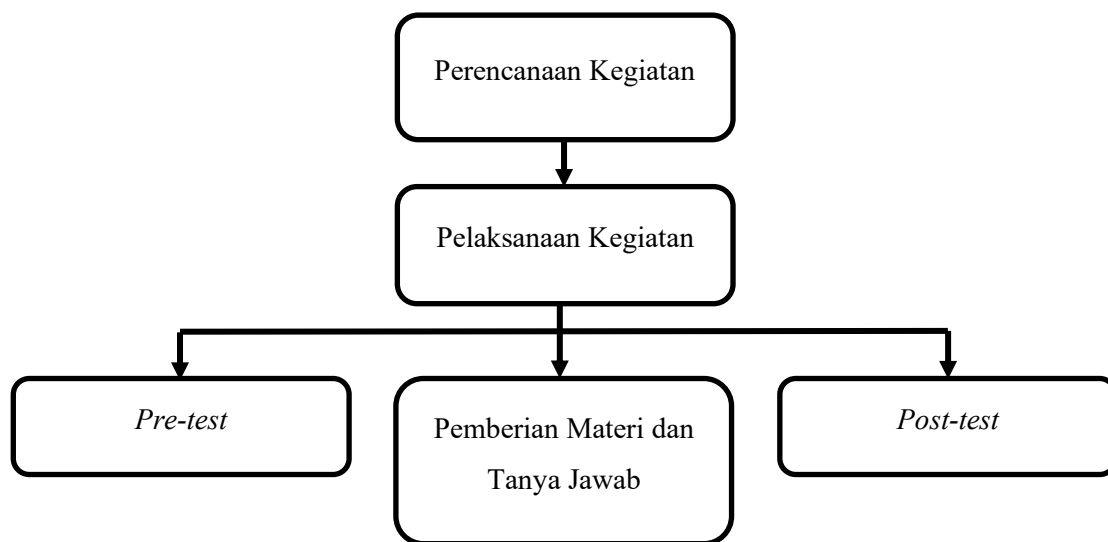 Perencanaan Kegiatan
Pelaksanaan Kegiatan
Pre-test
Pemberian Materi dan
Tanya Jawab
Post-test